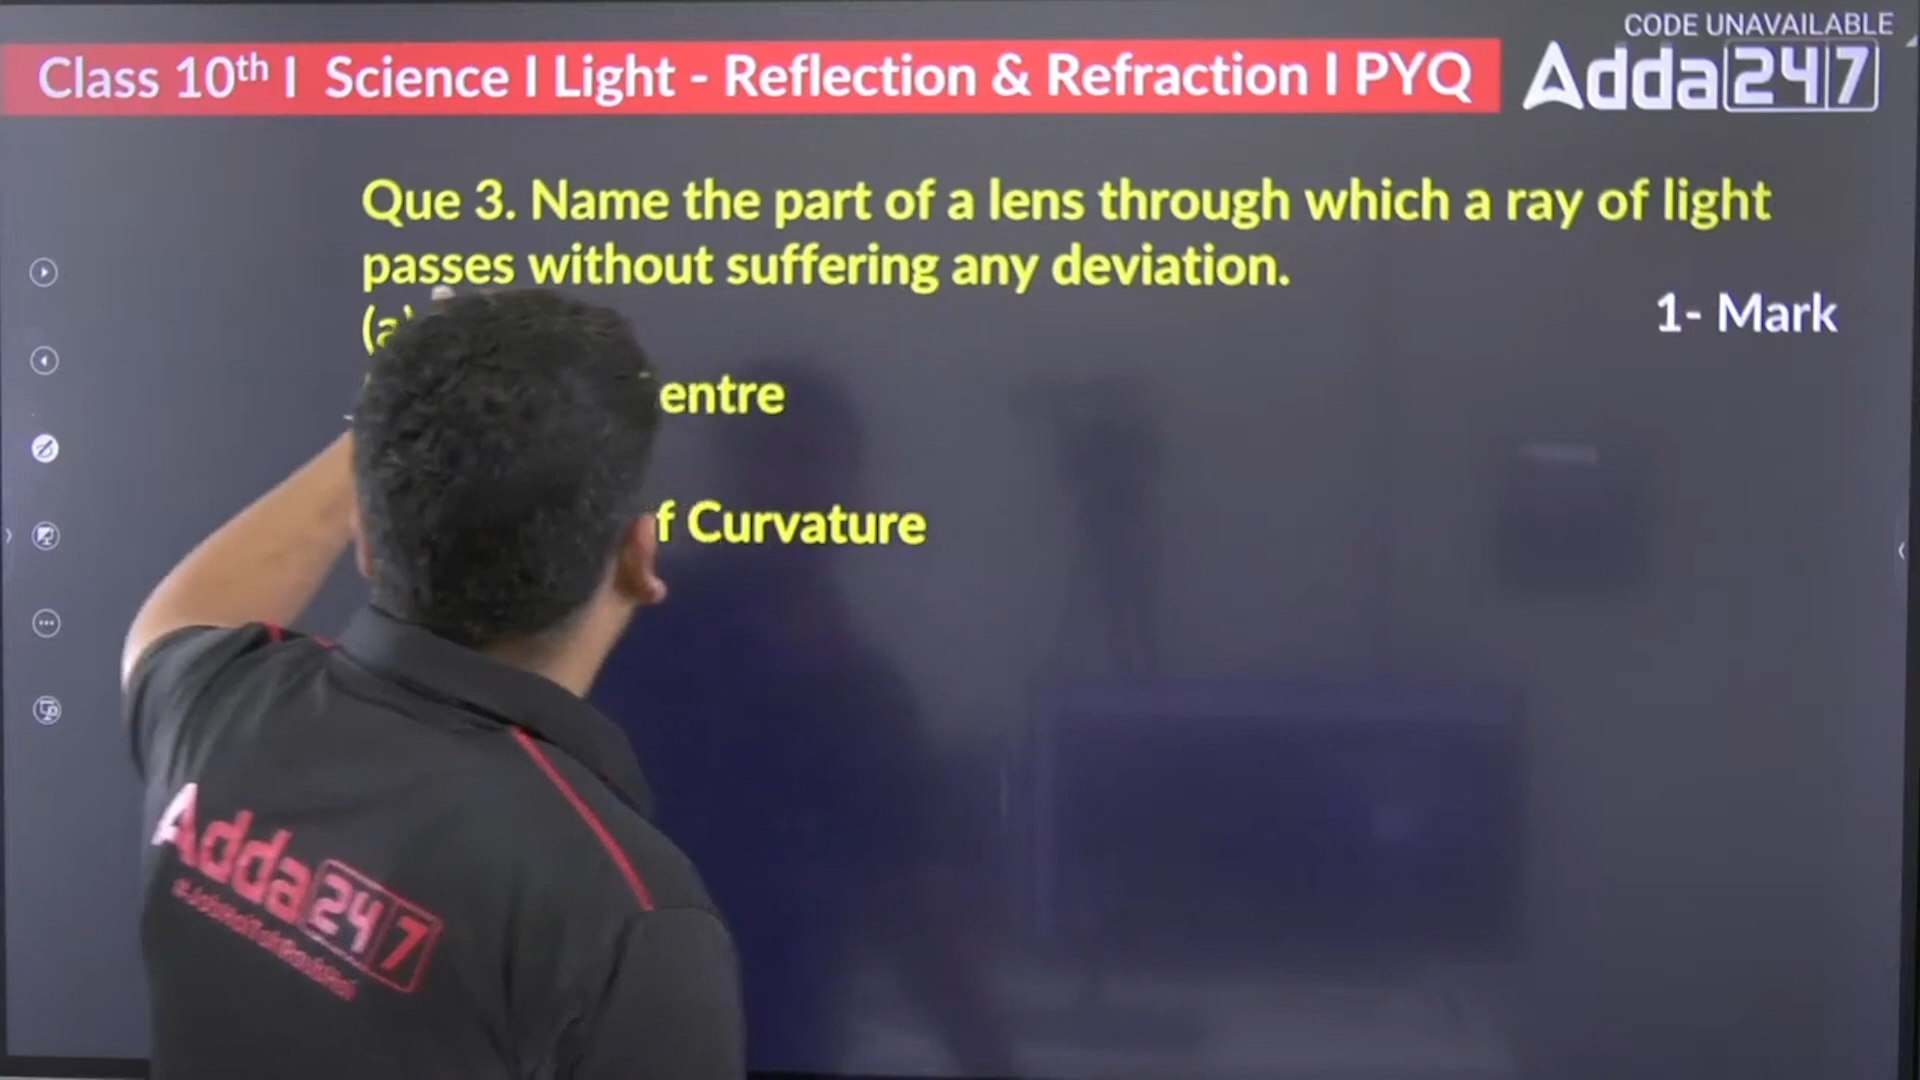 CODE UNAVAILABLE
Class 10th I Science I Light - Reflection & Refraction I PYQ
Adda247
Que 3. Name the part of a lens through which a ray of light
passes without suffering any deviation.
1- Mark
entre
f Curvature
Adda247